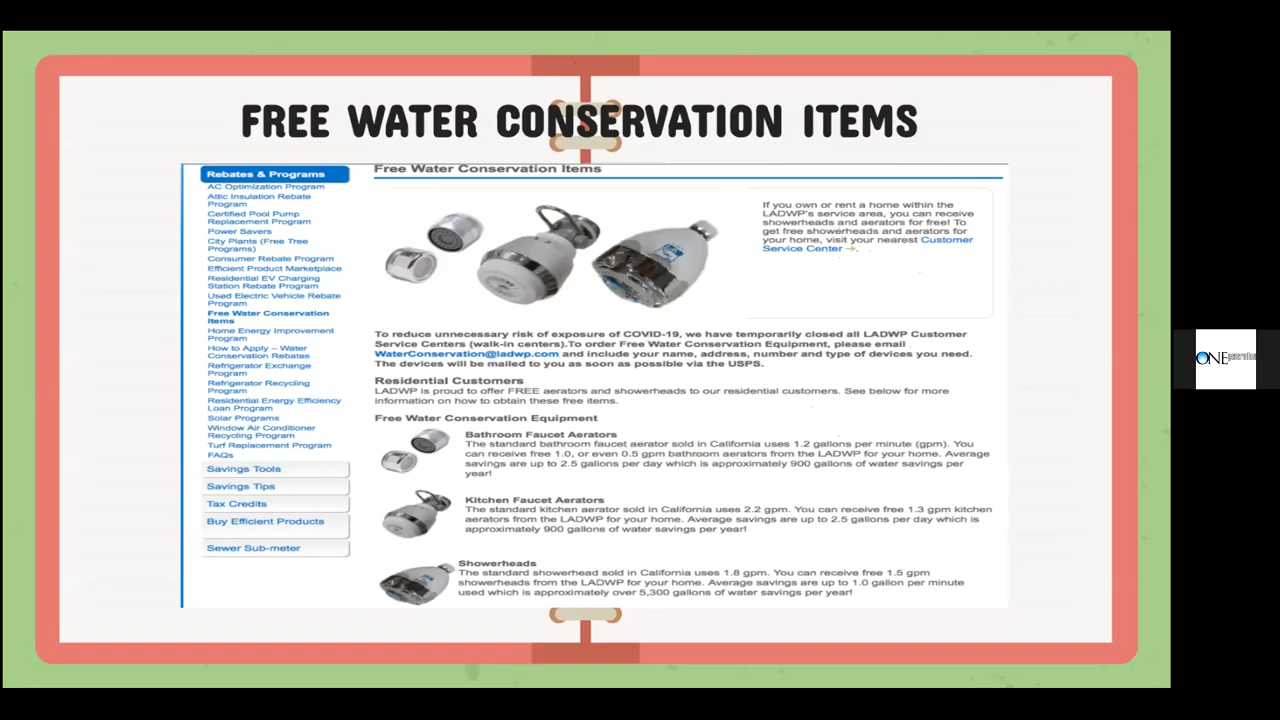 FREE WATER CONSERVATION ITEMS
Rebates & Programs
AC Optimization Program
Attic Insulation Rebate
Program
Certified Pool Pump
Replacement Program
Power Savers
City Plants (Free Tree
Programs)
Consumer Rebate Program
Efficient Product Marketplace
Residential EV Charging
Station Rebate Program
Used Electric Vehicle Rebate
Program
Free Water Conservation
Items
Home Energy Improvement
Program
How to Apply – Water
Conservation Rebates
Refrigerator Exchange
Program
Refrigerator Recycling
Program
Residential Energy Efficiency
Loan Program
Solar Programs
Window Air Conditioner
Recycling Program
Turf Replacement Program
FAQs
Savings Tools
Savings Tips
Tax Credits
Buy Efficient Products
Sewer Sub-meter
Free Water Conservation Items
If you own or rent a home within the
LADWP's service area, you can receive
showerheads and aerators for free! To
get free showerheads and aerators for
your home, visit your nearest Customer
Service Center →.
To reduce unnecessary risk of exposure of COVID-19, we have temporarily closed all LADWP Customer
Service Centers (walk-in centers).To order Free Water Conservation Equipment, please email
WaterConservation@ladwp.com and include your name, address, number and type of devices you need.
The devices will be mailed to you as soon as possible via the USPS.
Residential Customers
LADWP is proud to offer FREE aerators and showerheads to our residential customers. See below for more
information on how to obtain these free items.
Free Water Conservation Equipment
Bathroom Faucet Aerators
The standard bathroom faucet aerator sold in California uses 1.2 gallons per minute (gpm). You
can receive free 1.0, or even 0.5 gpm bathroom aerators from the LADWP for your home. Average
savings are up to 2.5 gallons per day which is approximately 900 gallons of water savings per
year!
Kitchen Faucet Aerators
The standard kitchen aerator sold in California uses 2.2 gpm. You can receive free 1.3 gpm kitchen
aerators from the LADWP for your home. Average savings are up to 2.5 gallons per day which is
approximately 900 gallons of water savings per year!
Showerheads
The standard showerhead sold in California uses 1.8 gpm. You can receive free 1.5 gpm
showerheads from the LADWP for your home. Average savings are up to 1.0 gallon per minute
used which is approximately over 5,300 gallons of water savings per year!
ONEgeneration